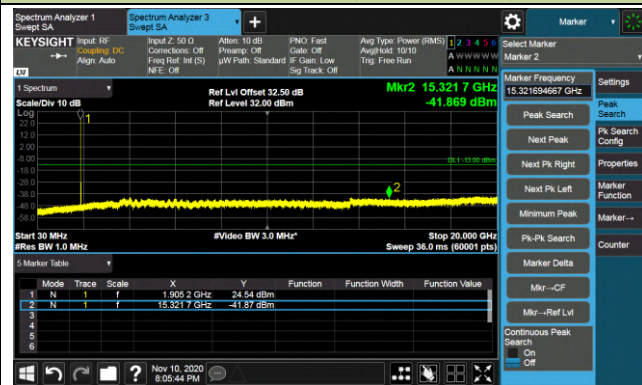 Spectrum Analyzer 1
Swept SA
Spectrum Analyzer 3
Swept SA
Marker
KEYSIGHT
Input: RF
Coupling: DC
Align: Auto
Input Z: 50 Ω
Corrections: Off
Freq Ref: Int (S)
NFE: Off
Atten: 10 dB
Preamp: Off
µW Path: Standard
PNO: Fast
Gate: Off
IF Gain: Low
Sig Track: Off
Avg Type: Power (RMS)
Avg|Hold: 10/10
Trig: Free Run
1 2 3 4 5 6
A W W W W W
A N N N N N
LXI
Select Marker
Marker 2
1 Spectrum
Scale/Div 10 dB
Ref Lvl Offset 32.50 dB
Ref Level 32.00 dBm
Mkr2 15.321 7 GHz
-41.869 dBm
Log
22.0
12.0
2.00
-8.00
-18.0
-28.0
-38.0
-48.0
-58.0
1
DL1 -13.00 dBm
2
Start 30 MHz
#Res BW 1.0 MHz
#Video BW 3.0 MHz*
Stop 20.000 GHz
Sweep 36.0 ms (60001 pts)
5 Marker Table
Mode Trace Scale X Y Function Function Width Function Value
1 N 1 f 1.905 2 GHz 24.54 dBm
2 N 1 f 15.321 7 GHz -41.87 dBm
3
4
5
6
Marker Frequency
15.321694667 GHz
Peak Search
Next Peak
Next Pk Right
Next Pk Left
Minimum Peak
Pk-Pk Search
Marker Delta
Mkr→CF
Mkr→Ref Lvl
Continuous Peak
Search
On
Off
Settings
Peak
Search
Pk Search
Config
Properties
Marker
Function
Marker→
Counter
?
Nov 10, 2020
8:05:44 PM